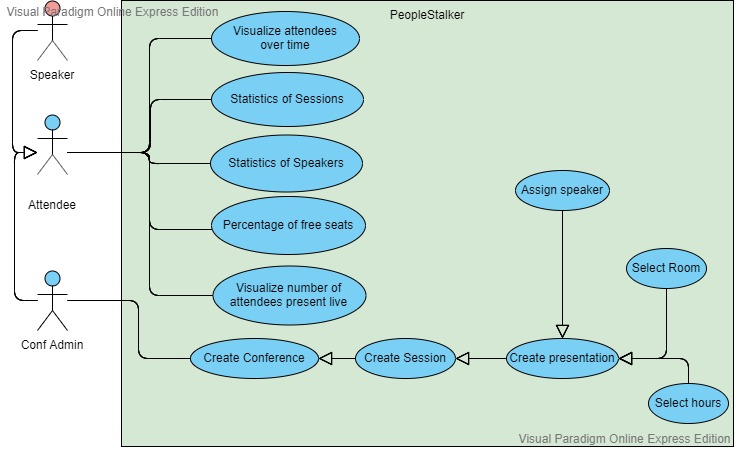 Visual Paradigm Online Express Edition
PeopleStalker
Speaker
Visualize attendees
over time
Statistics of Sessions
Statistics of Speakers
Attendee
Assign speaker
Percentage of free seats
Select Room
Visualize number of
attendees present live
Conf Admin
Create Conference
Create Session
Create presentation
Select hours
Visual Paradigm Online Express Edition